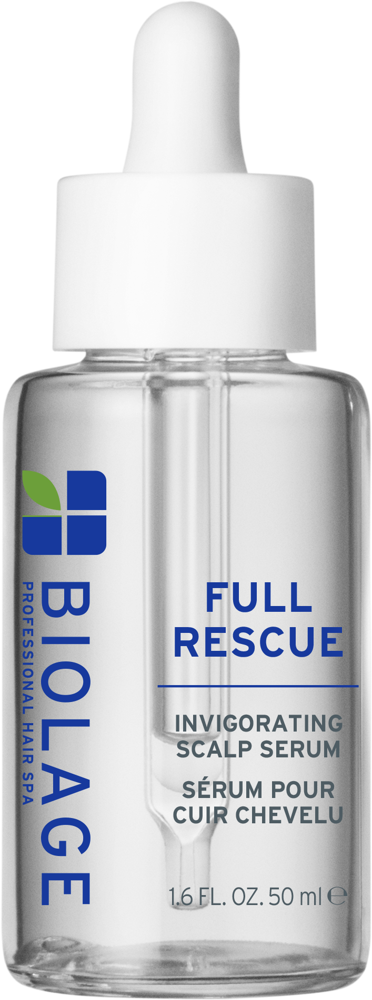 BIOLAGE
PROFESSIONAL HAIR SPA
FULL
RESCUE
INVIGORATING
SCALP SERUM
SÉRUM POUR
CUIR CHEVELU
1.6 FL. OZ. 50 ml ℮